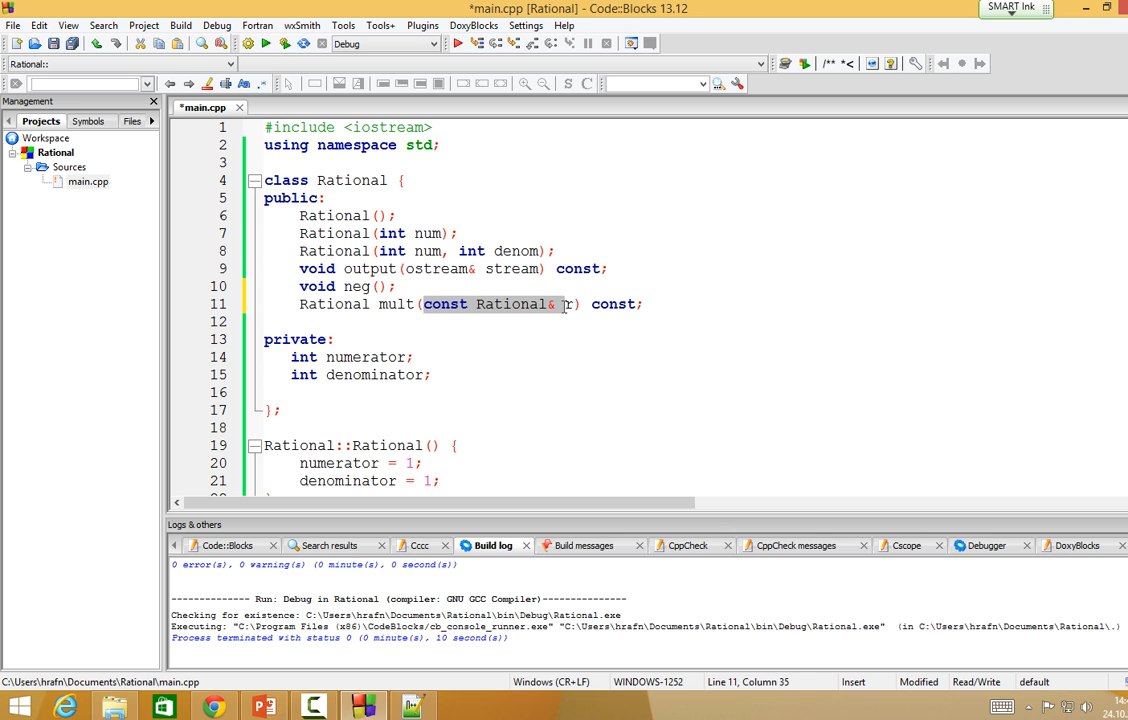 *main.cpp [Rational] - Code::Blocks 13.12
SMART Ink
File Edit View Search Project Build Debug Fortran wxSmith Tools Tools+ Plugins DoxyBlocks Settings Help
Debug
Rational::
/** *<
S C
Management
Projects Symbols Files
Workspace
Rational
Sources
main.cpp
*main.cpp
1 #include <iostream>
2 using namespace std;
3
4 class Rational {
5 public:
6 Rational();
7 Rational(int num);
8 Rational(int num, int denom);
9 void output(ostream& stream) const;
10 void neg();
11 Rational mult(const Rational& r) const;
12
13 private:
14 int numerator;
15 int denominator;
16
17 };
18
19 Rational::Rational() {
20 numerator = 1;
21 denominator = 1;
Logs & others
Code::Blocks Search results Cccc Build log Build messages CppCheck CppCheck messages Cscope Debugger DoxyBlocks
0 error(s), 0 warning(s) (0 minute(s), 0 second(s))
-------------- Run: Debug in Rational (compiler: GNU GCC Compiler)---------------
Checking for existence: C:\Users\hrafn\Documents\Rational\bin\Debug\Rational.exe
Executing: "C:\Program Files (x86)\CodeBlocks/cb_console_runner.exe" "C:\Users\hrafn\Documents\Rational\bin\Debug\Rational.exe" (in C:\Users\hrafn\Documents\Rational\.)
Process terminated with status 0 (0 minute(s), 10 second(s))
C:\Users\hrafn\Documents\Rational\main.cpp Windows (CR+LF) WINDOWS-1252 Line 11, Column 35 Insert Modified Read/Write default
24.10.